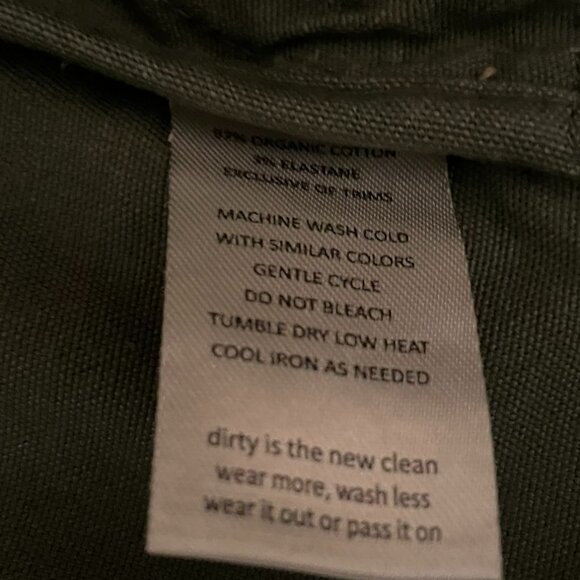 97% ORGANIC COTTON
3% ELASTANE
EXCLUSIVE OF TRIMS
MACHINE WASH COLD
WITH SIMILAR COLORS
GENTLE CYCLE
DO NOT BLEACH
TUMBLE DRY LOW HEAT
COOL IRON AS NEEDED
dirty is the new clean
wear more, wash less
wear it out or pass it on